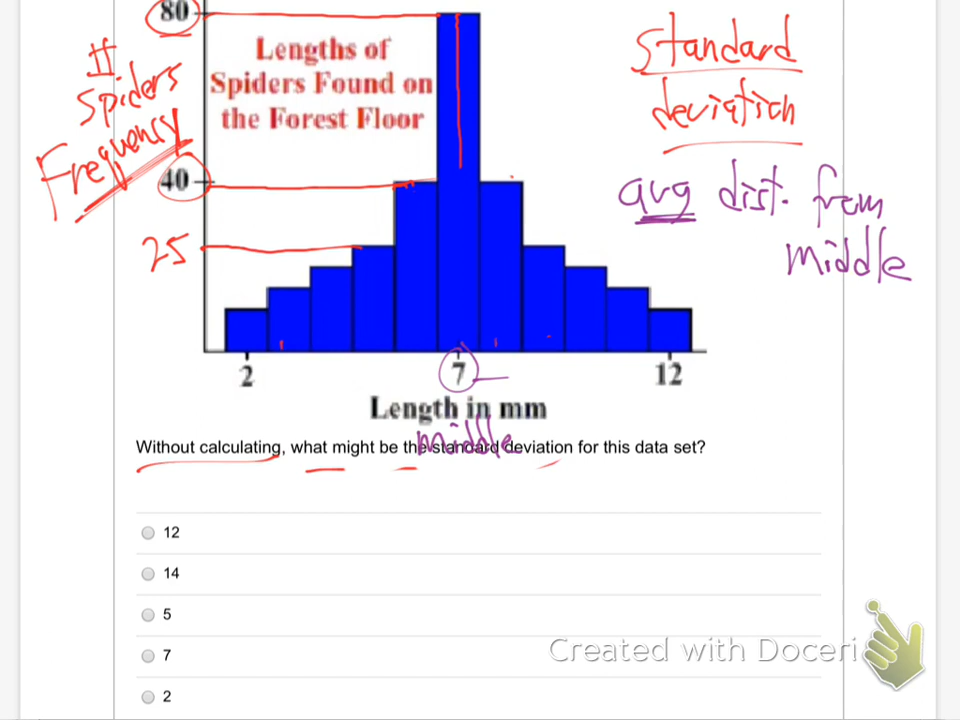 80
Lengths of
Spiders Found on
the Forest Floor
standard
deviation
# Spiders
Frequency
40
avg dist. from
middle
25
2
7
12
Length in mm
middle
Without calculating, what might be the standard deviation for this data set?
12
14
5
7
2
Created with Doceri